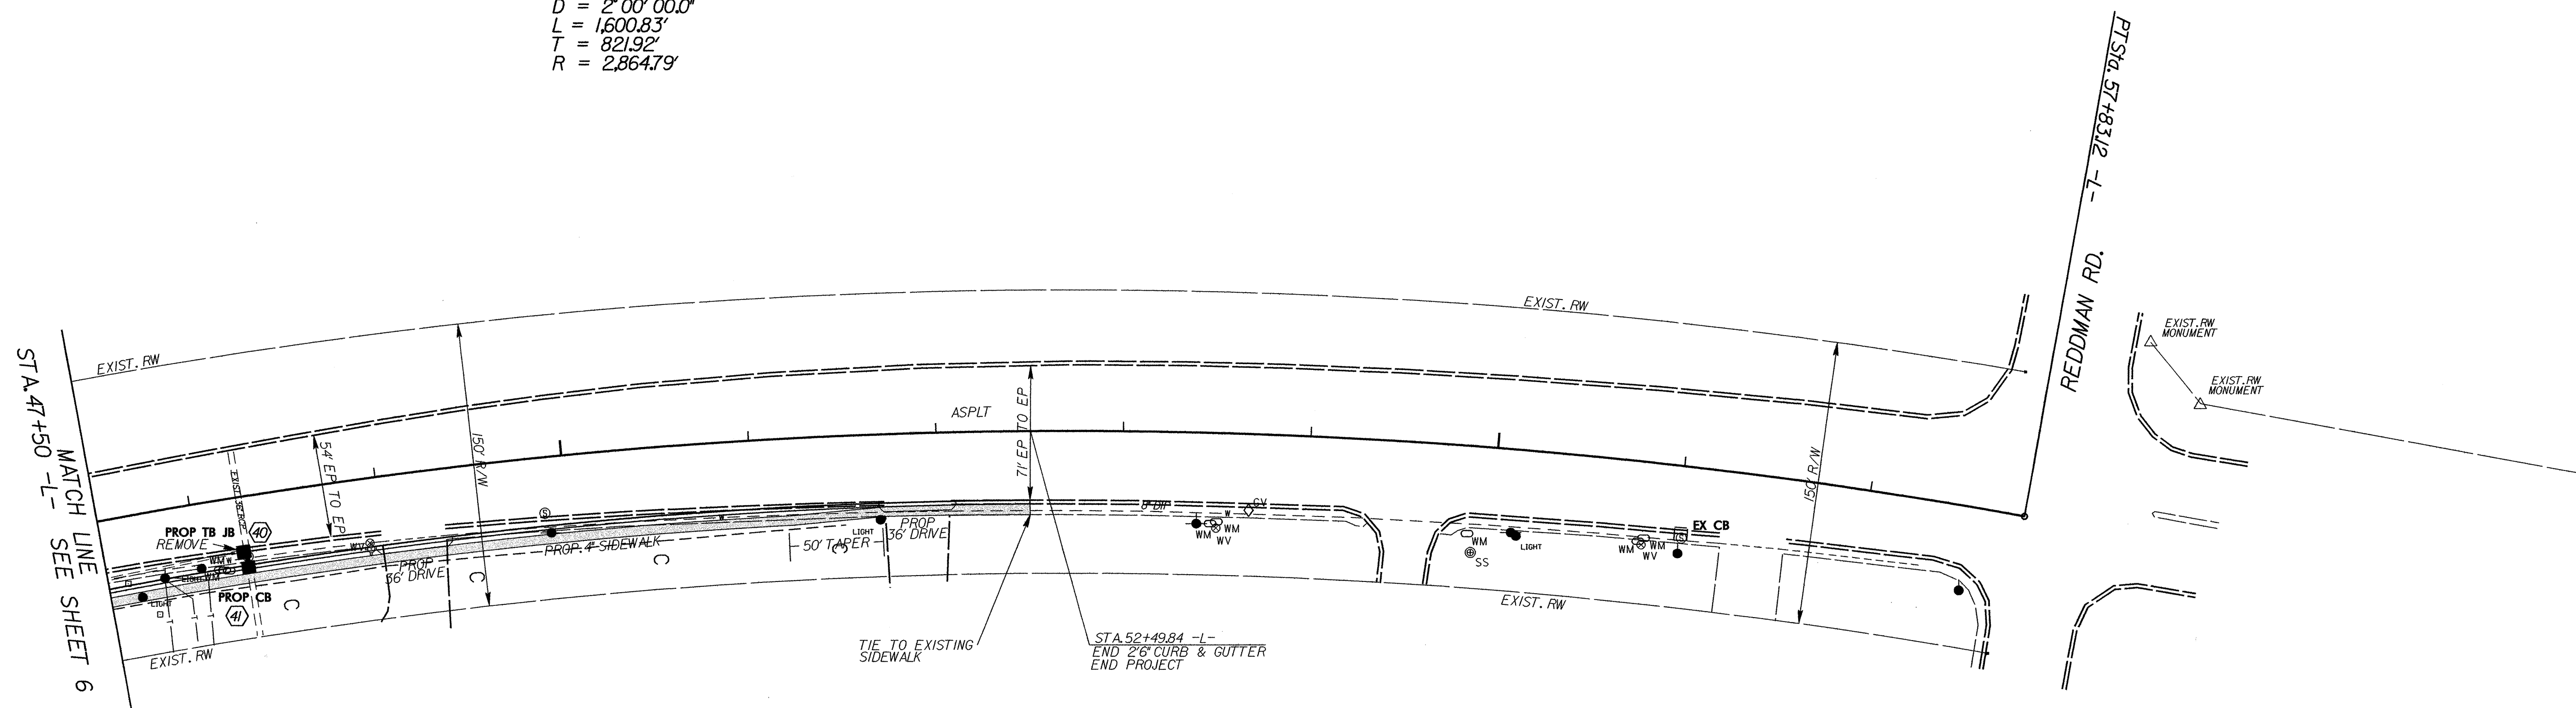 D = 2°00'00.0"
L = 1,600.83'
T = 821.92'
R = 2,864.79'
PT Sta. 57+83.12 -L-
REDDMAN RD.
EXIST. RW
MONUMENT
EXIST. RW
MONUMENT
EXIST. RW
EXIST. RW
STA. 47+50 -L-
MATCH LINE
SEE SHEET 6
150' R/W
54' EP TO EP
71' EP TO EP
ASPLT
150' R/W
PROP TB JB
REMOVE
40
WV
S
PROP. 4" SIDEWALK
PROP
36' DRIVE
C
C
C
C
50' TAPER
LIGHT
PROP
36' DRIVE
W
W
GV
WM
WM
WV
WM
SS
LIGHT
WM
WM
WV
EX CB
(S)
WM
W
LIGHT
WM
LIGHT
PROP CB
41
T
T
T
EXIST. RW
EXIST. RW
TIE TO EXISTING
SIDEWALK
STA. 52+49.84 -L-
END 2'6" CURB & GUTTER
END PROJECT